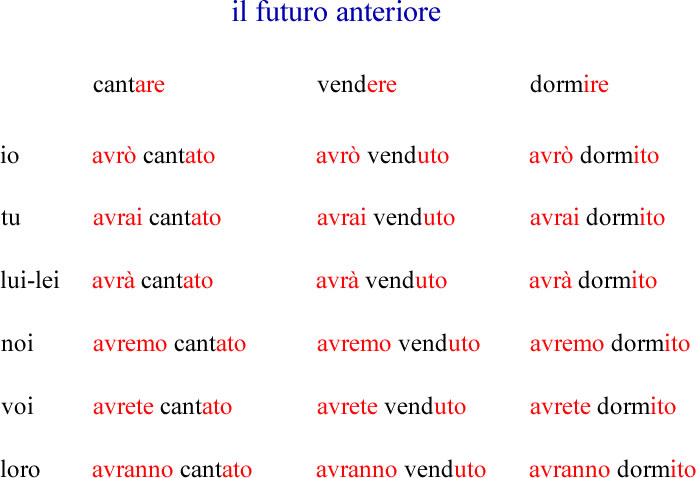 il futuro anteriore
cantare vendere dormire
io avrò cantato avrò venduto avrò dormito
tu avrai cantato avrai venduto avrai dormito
lui-lei avrà cantato avrà venduto avrà dormito
noi avremo cantato avremo venduto avremo dormito
voi avrete cantato avrete venduto avrete dormito
loro avranno cantato avranno venduto avranno dormito